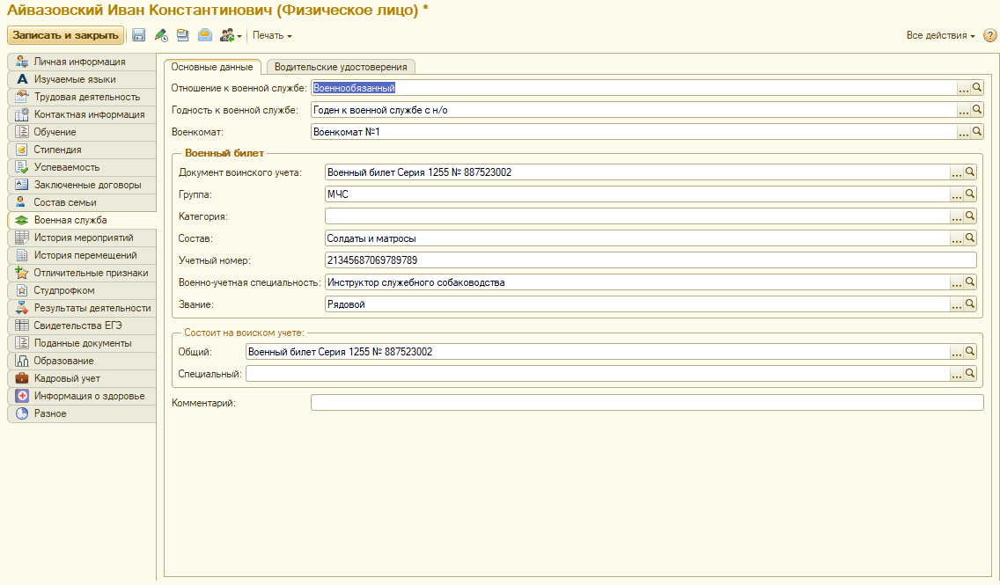 Айвазовский Иван Константинович (Физическое лицо) *
Записать и закрыть Печать Все действия ?
Личная информация
Изучаемые языки
Трудовая деятельность
Контактная информация
Обучение
Стипендия
Успеваемость
Заключенные договоры
Состав семьи
Военная служба
История мероприятий
История перемещений
Отличительные признаки
Студпрофком
Результаты деятельности
Свидетельства ЕГЭ
Поданные документы
Образование
Кадровый учет
Информация о здоровье
Разное
Основные данные Водительские удостоверения
Отношение к военной службе: Военнообязанный ...
Годность к военной службе: Годен к военной службе с н/о ...
Военкомат: Военкомат №1 ...
Военный билет
Документ воинского учета: Военный билет Серия 1255 № 887523002 ...
Группа: МЧС ...
Категория: ...
Состав: Солдаты и матросы ...
Учетный номер: 21345687069789789
Военно-учетная специальность: Инструктор служебного собаководства ...
Звание: Рядовой ...
Состоит на воиском учете:
Общий: Военный билет Серия 1255 № 887523002 ...
Специальный: ...
Комментарий: